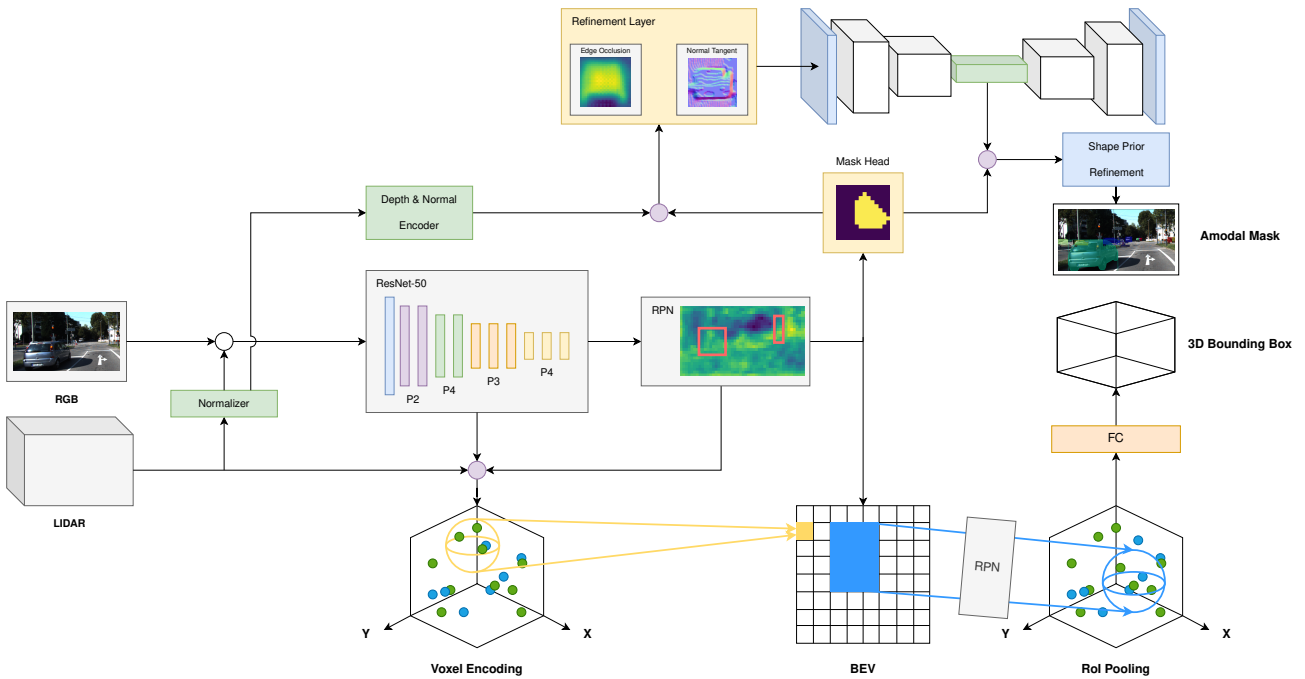 Refinement Layer
Edge Occlusion
Normal Tangent
Mask Head
Shape Prior
Refinement
Depth & Normal
Encoder
Amodal Mask
ResNet-50
P2
P4
P3
P4
RPN
RGB
Normalizer
3D Bounding Box
LIDAR
FC
RPN
Y
X
Y
X
Voxel Encoding
BEV
RoI Pooling